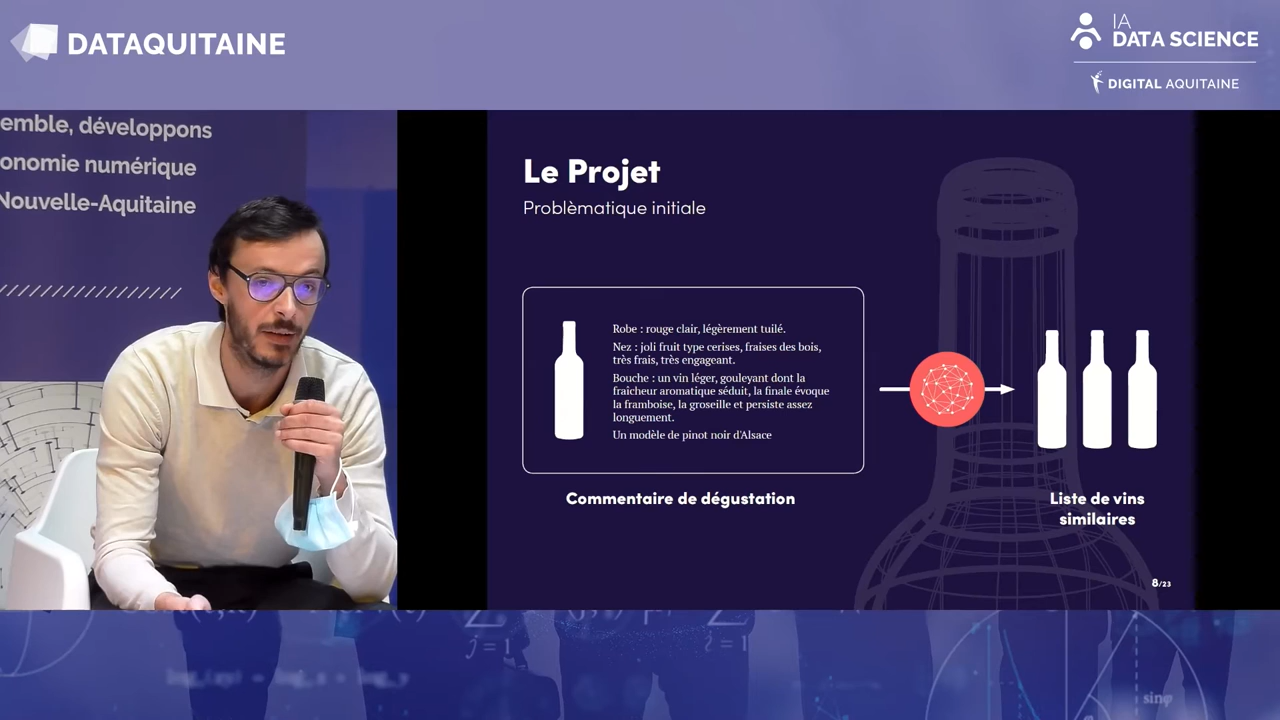 DATAQUITAINE
IA
DATA SCIENCE
DIGITAL AQUITAINE
emble, développons
onomie numérique
Nouvelle-Aquitaine
Le Projet
Problèmatique initiale
Robe : rouge clair, légèrement tuilé.
Nez : joli fruit type cerises, fraises des bois,
très frais, très engageant.
Bouche : un vin léger, gouleyant dont la
fraîcheur aromatique séduit, la finale évoque
la framboise, la groseille et persiste assez
longuement.
Un modèle de pinot noir d'Alsace
Commentaire de dégustation
Liste de vins
similaires
8/23
j=1
j=1
sinφ